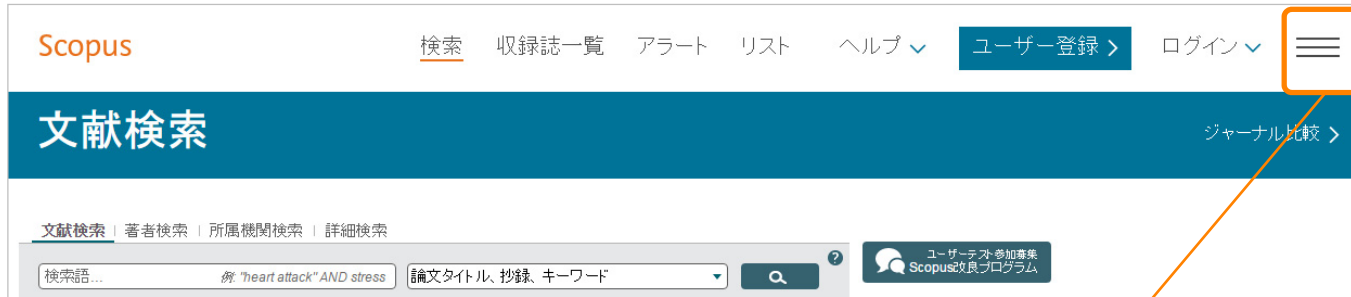 Scopus 検索 収録誌一覧 アラート リスト ヘルプ ユーザー登録 ログイン
文献検索
ジャーナル比較
文献検索 | 著者検索 | 所属機関検索 | 詳細検索
検索語... 例: "heart attack" AND stress 論文タイトル、抄録、キーワード ?
ユーザーテスト参加募集
Scopus改良プログラム